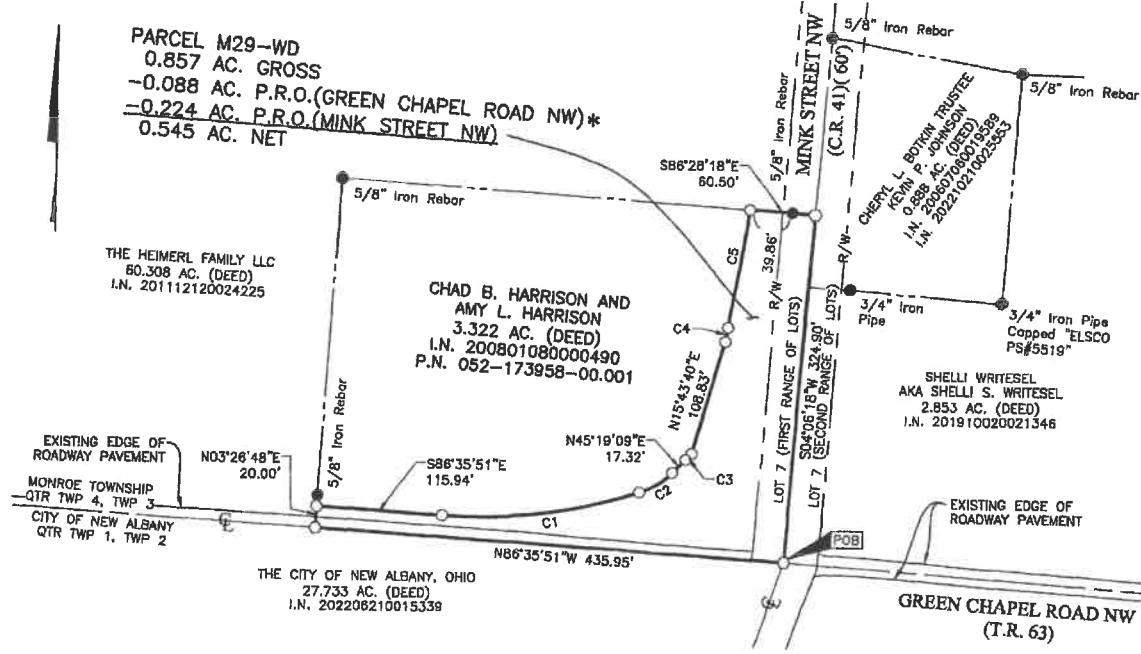 PARCEL M29-WD
0.857 AC. GROSS
-0.088 AC. P.R.O.(GREEN CHAPEL ROAD NW)*
-0.224 AC. P.R.O.(MINK STREET NW)
0.545 AC. NET
5/8" Iron Rebar
MINK STREET NW
(C.R. 41)( 60')
5/8" Iron Rebar
5/8" Iron Rebar
CHERYL L. BOTKIN TRUSTEE
KEVIN P. JOHNSON
0.888 AC. (DEED)
I.N. 200607080019589
I.N. 202210210025553
S86°28'18"E
60.50'
5/8" Iron Rebar
THE HEIMERL FAMILY LLC
60.308 AC. (DEED)
I.N. 201112120024225
CHAD B. HARRISON AND
AMY L. HARRISON
3.322 AC. (DEED)
I.N. 200801080000490
P.N. 052-173958-00.001
C5
39.86'
R/W
R/W
C4
3/4" Iron
Pipe
3/4" Iron Pipe
Capped "ELSCO
PS#5519"
N15°43'40"E
108.83'
LOT 7 (FIRST RANGE OF LOTS)
S04°06'18"W 324.90'
LOT 7 (SECOND RANGE OF LOTS)
SHELLI WRITESEL
AKA SHELLI S. WRITESEL
2.853 AC. (DEED)
I.N. 201910020021346
5/8" Iron Rebar
EXISTING EDGE OF
ROADWAY PAVEMENT
N03°26'48"E
20.00'
S86°35'51"E
115.94'
N45°19'09"E
17.32'
C3
C2
C1
MONROE TOWNSHIP
QTR TWP 4, TWP 3
CITY OF NEW ALBANY
QTR TWP 1, TWP 2
CL
N86°35'51"W 435.95'
POB
EXISTING EDGE OF
ROADWAY PAVEMENT
THE CITY OF NEW ALBANY, OHIO
27.733 AC. (DEED)
I.N. 202206210015339
CL
GREEN CHAPEL ROAD NW
(T.R. 63)